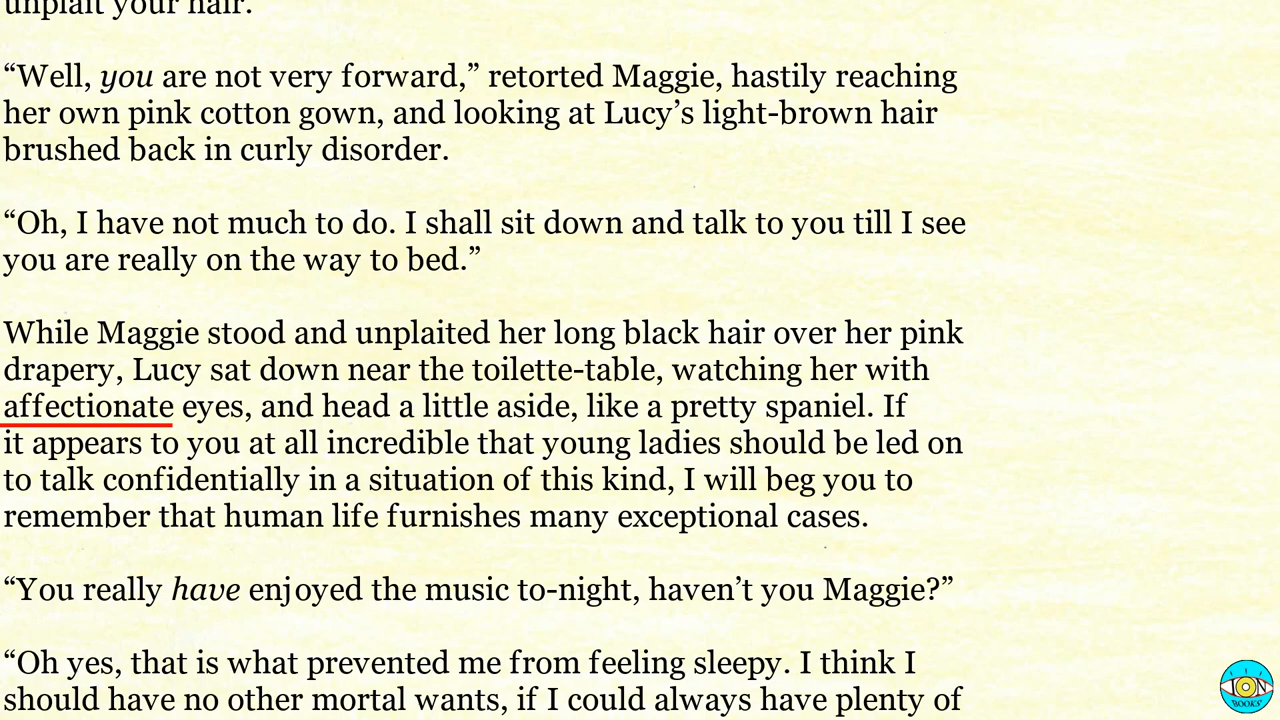 unplait your hair.
“Well, you are not very forward,” retorted Maggie, hastily reaching
her own pink cotton gown, and looking at Lucy’s light-brown hair
brushed back in curly disorder.
“Oh, I have not much to do. I shall sit down and talk to you till I see
you are really on the way to bed.”
While Maggie stood and unplaited her long black hair over her pink
drapery, Lucy sat down near the toilette-table, watching her with
affectionate eyes, and head a little aside, like a pretty spaniel. If
it appears to you at all incredible that young ladies should be led on
to talk confidentially in a situation of this kind, I will beg you to
remember that human life furnishes many exceptional cases.
“You really have enjoyed the music to-night, haven’t you Maggie?”
“Oh yes, that is what prevented me from feeling sleepy. I think I
should have no other mortal wants, if I could always have plenty of
ION
BOOKS